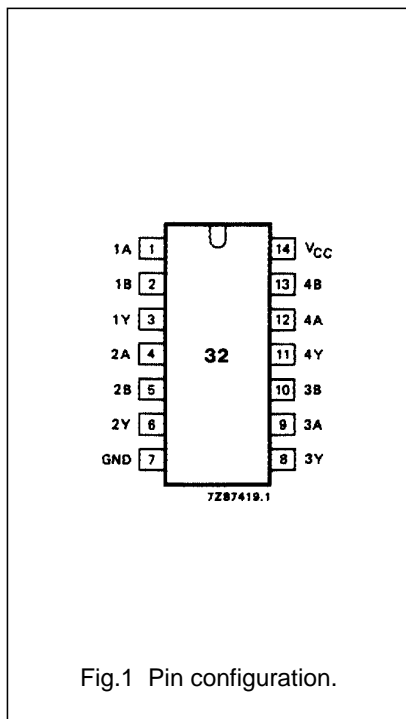 1A 1 14 VCC
1B 2 13 4B
1Y 3 12 4A
2A 4 32 11 4Y
2B 5 10 3B
2Y 6 9 3A
GND 7 8 3Y
7Z87419.1
Fig.1 Pin configuration.